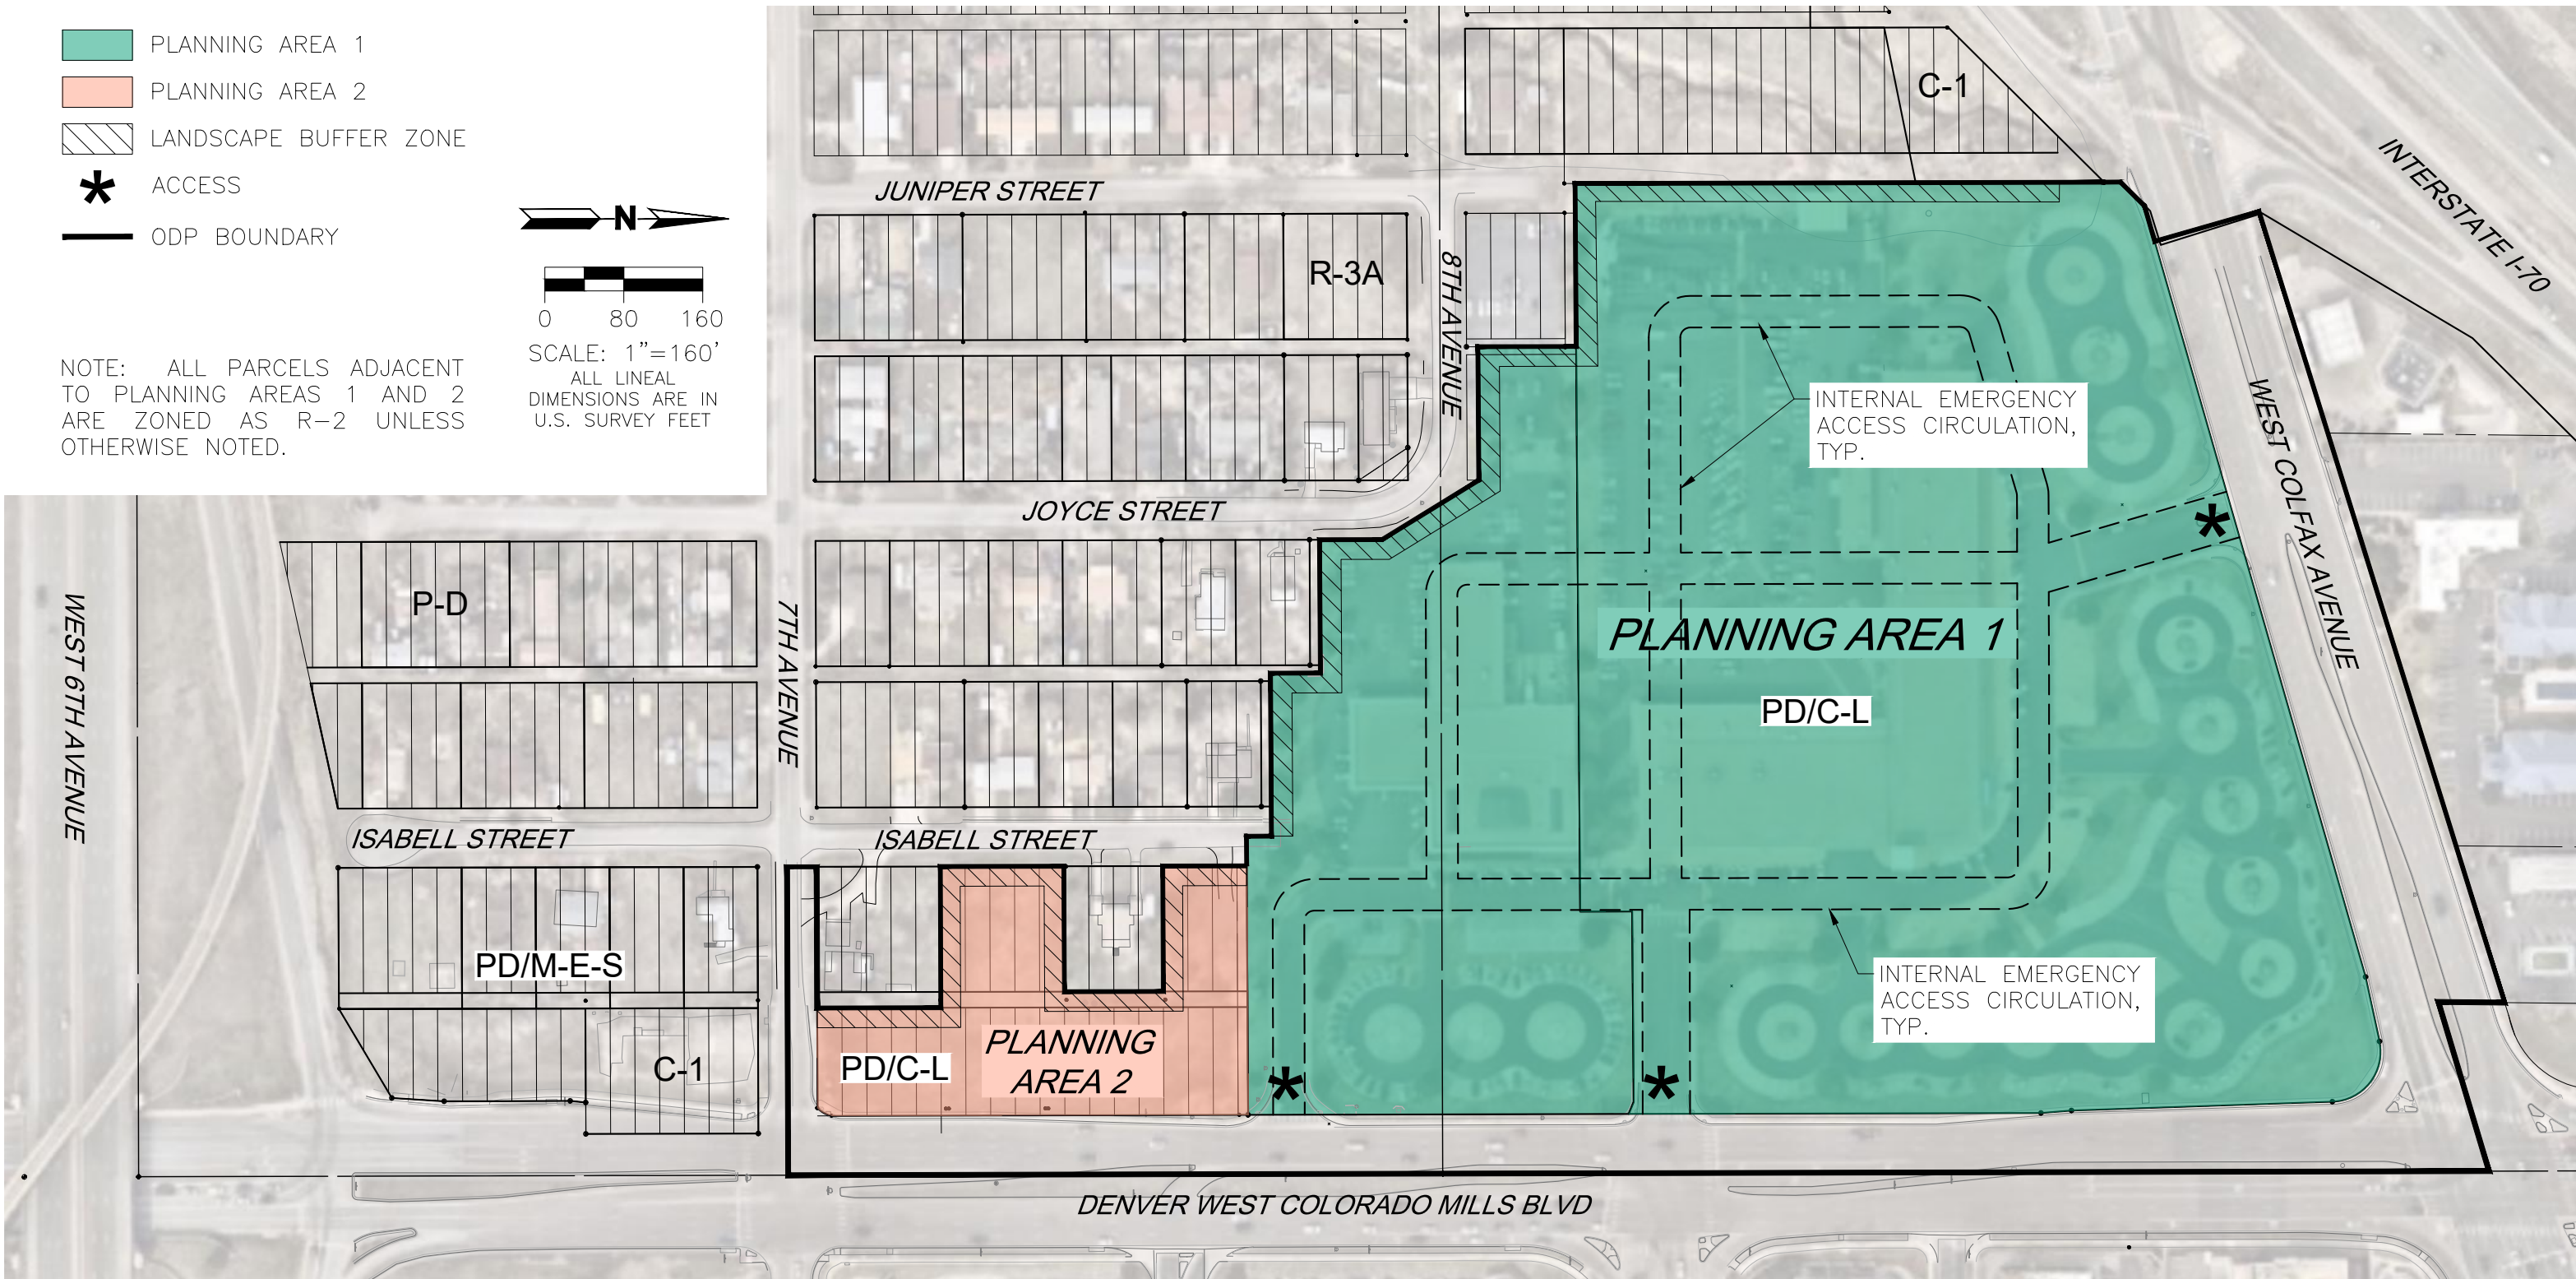 PLANNING AREA 1
PLANNING AREA 2
LANDSCAPE BUFFER ZONE
* ACCESS
ODP BOUNDARY
N
0 80 160
SCALE: 1"=160'
ALL LINEAL
DIMENSIONS ARE IN
U.S. SURVEY FEET
NOTE: ALL PARCELS ADJACENT
TO PLANNING AREAS 1 AND 2
ARE ZONED AS R-2 UNLESS
OTHERWISE NOTED.
C-1
INTERSTATE I-70
JUNIPER STREET
R-3A
8TH AVENUE
INTERNAL EMERGENCY
ACCESS CIRCULATION,
TYP.
WEST COLFAX AVENUE
JOYCE STREET
*
P-D
WEST 6TH AVENUE
7TH AVENUE
PLANNING AREA 1
PD/C-L
ISABELL STREET
ISABELL STREET
PD/M-E-S
INTERNAL EMERGENCY
ACCESS CIRCULATION,
TYP.
C-1
PD/C-L
PLANNING
AREA 2
*
*
DENVER WEST COLORADO MILLS BLVD